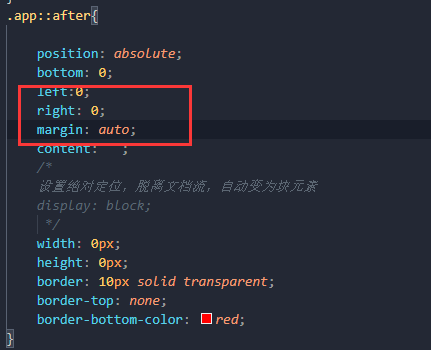 .app::after{
position: absolute;
bottom: 0;
left:0;
right: 0;
margin: auto;
content: ;
/*
设置绝对定位，脱离文档流，自动变为块元素
display: block;
*/
width: 0px;
height: 0px;
border: 10px solid transparent;
border-top: none;
border-bottom-color: red;
}